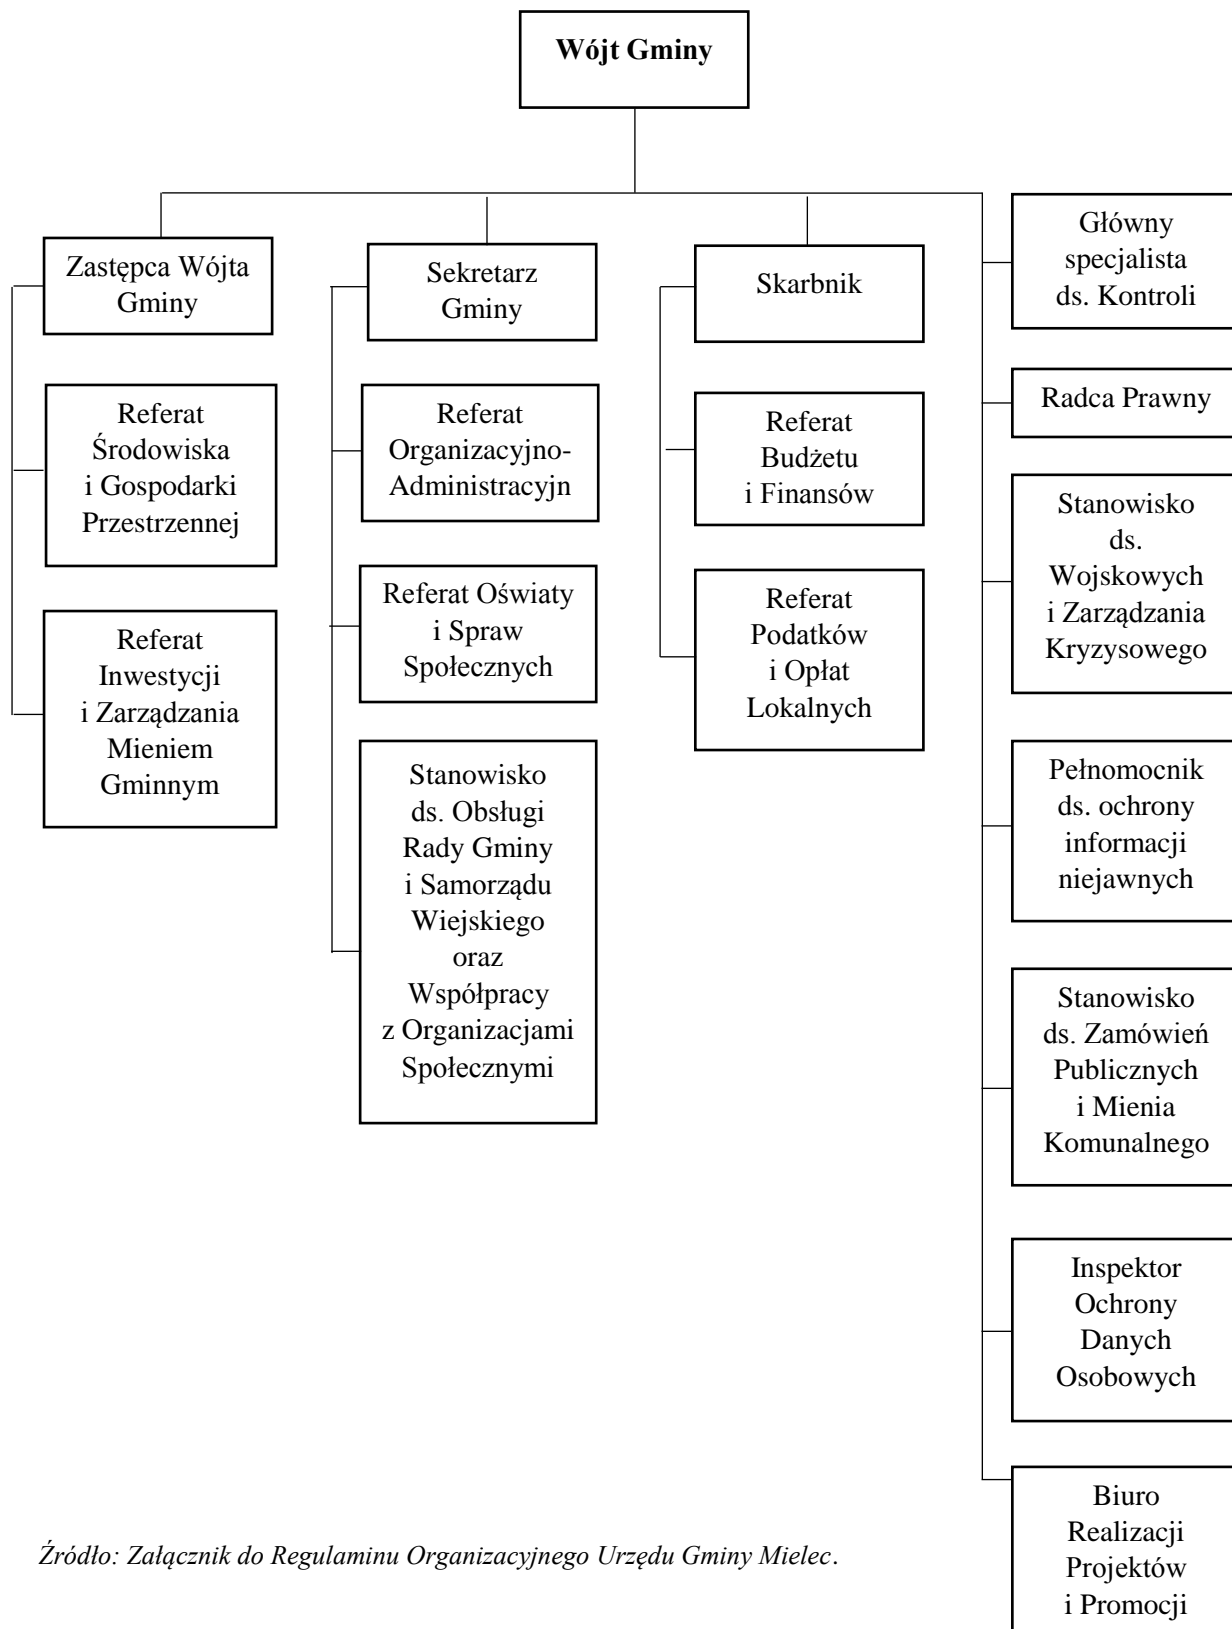 Wójt Gminy
Zastępca Wójta
Gminy
Referat
Środowiska
i Gospodarki
Przestrzennej
Referat
Inwestycji
i Zarządzania
Mieniem
Gminnym
Sekretarz
Gminy
Referat
Organizacyjno-
Administracyjn
Referat Oświaty
i Spraw
Społecznych
Stanowisko
ds. Obsługi
Rady Gminy
i Samorządu
Wiejskiego
oraz
Współpracy
z Organizacjami
Społecznymi
Skarbnik
Referat
Budżetu
i Finansów
Referat
Podatków
i Opłat
Lokalnych
Główny
specjalista
ds. Kontroli
Radca Prawny
Stanowisko
ds.
Wojskowych
i Zarządzania
Kryzysowego
Pełnomocnik
ds. ochrony
informacji
niejawnych
Stanowisko
ds. Zamówień
Publicznych
i Mienia
Komunalnego
Inspektor
Ochrony
Danych
Osobowych
Biuro
Realizacji
Projektów
i Promocji
Źródło: Załącznik do Regulaminu Organizacyjnego Urzędu Gminy Mielec.